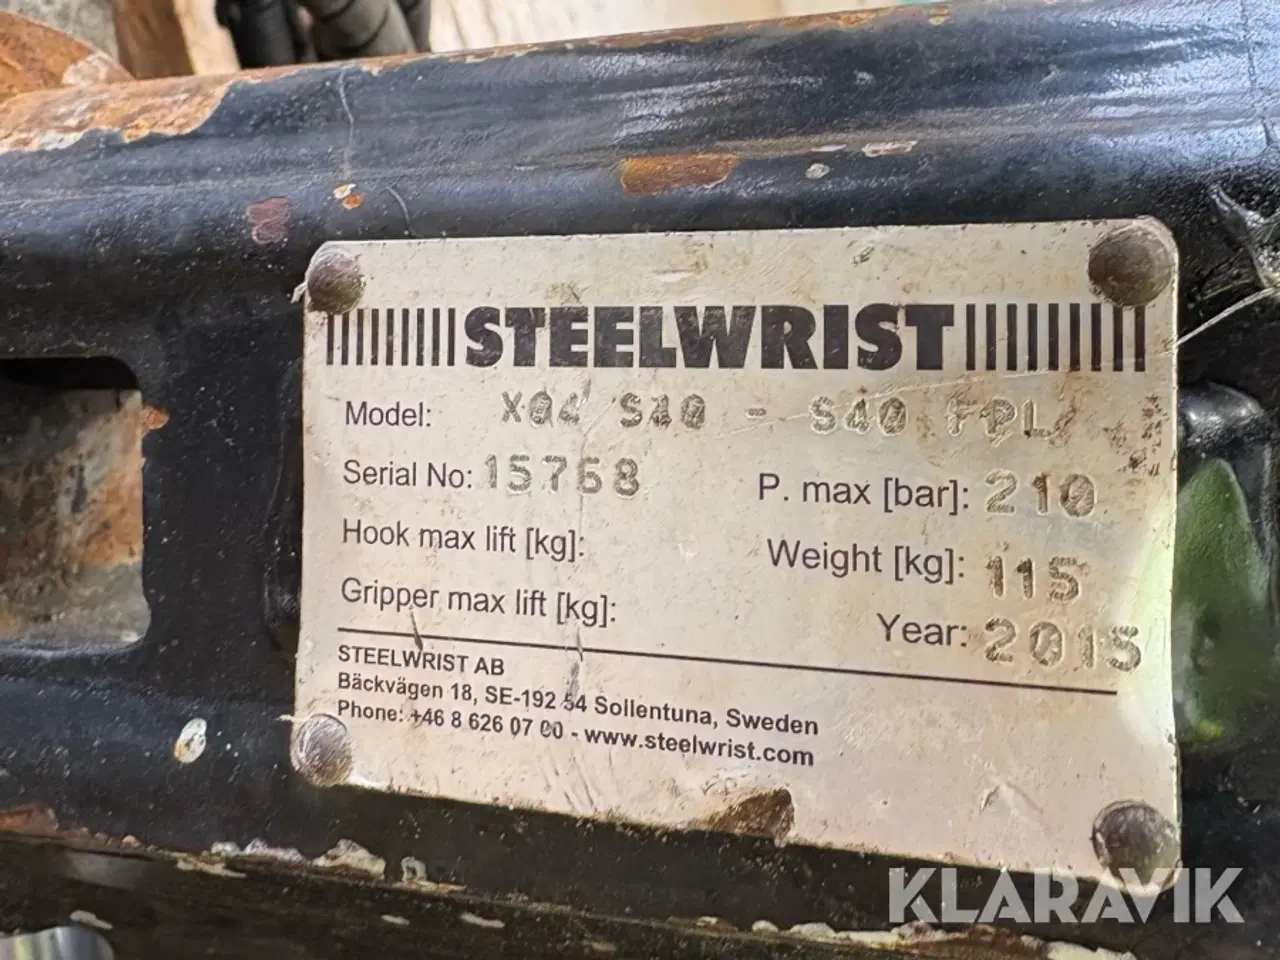 STEELWRIST
Model: X04 S40 - S40 FPL
Serial No: 15768
P. max [bar]: 210
Hook max lift [kg]:
Weight [kg]: 115
Gripper max lift [kg]:
Year: 2015
STEELWRIST AB
Bäckvägen 18, SE-192 54 Sollentuna, Sweden
Phone: +46 8 626 07 00 - www.steelwrist.com
KLARAVIK